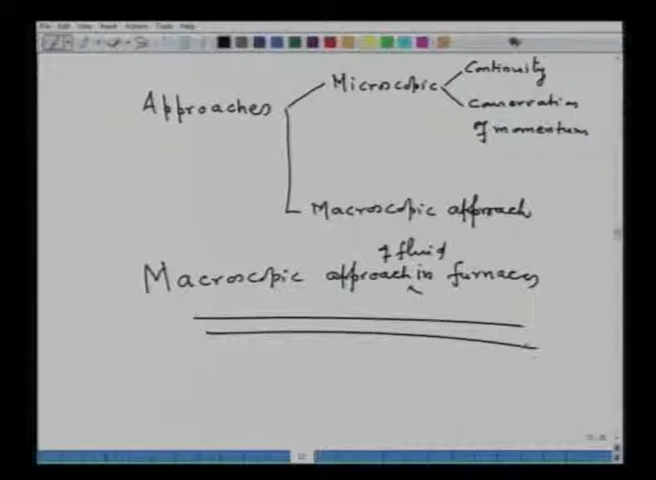 Microscopic
Continuity
Approaches
Conservation
of momentum
Macroscopic approach
of fluid
Macroscopic approach in furnaces